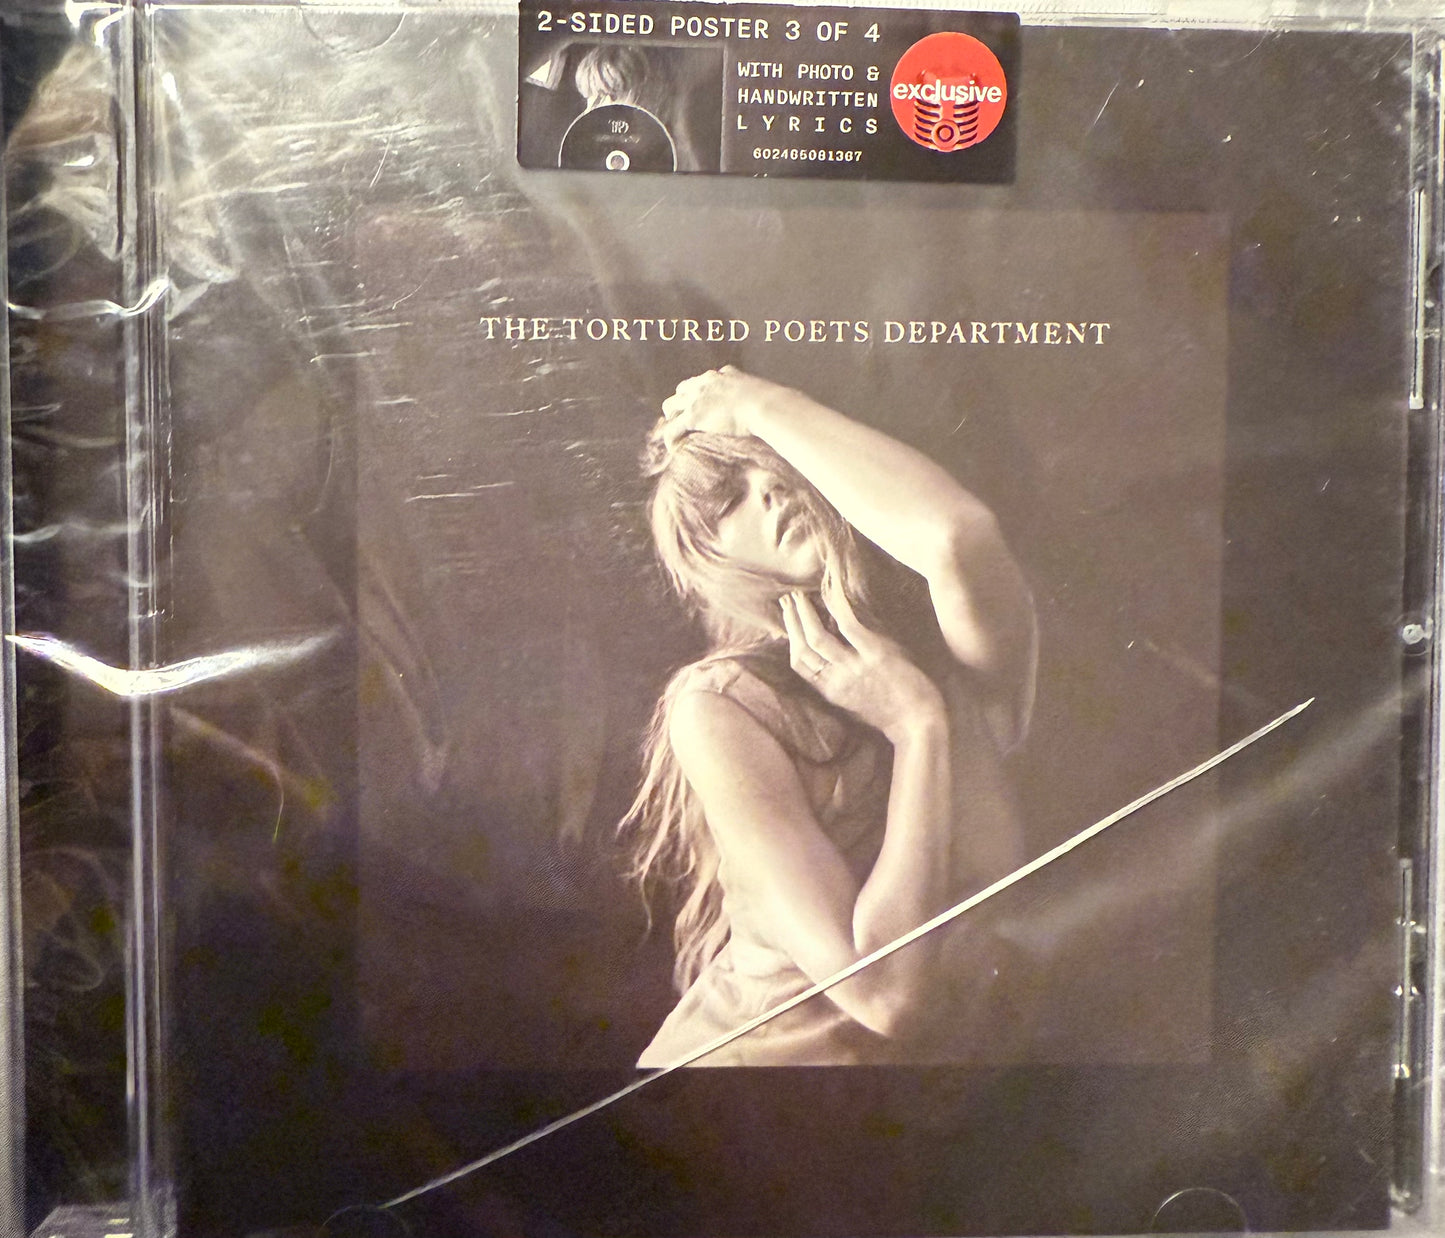 2-SIDED POSTER 3 OF 4
WITH PHOTO &
HANDWRITTEN
LYRICS
602465081367
exclusive
THE TORTURED POETS DEPARTMENT